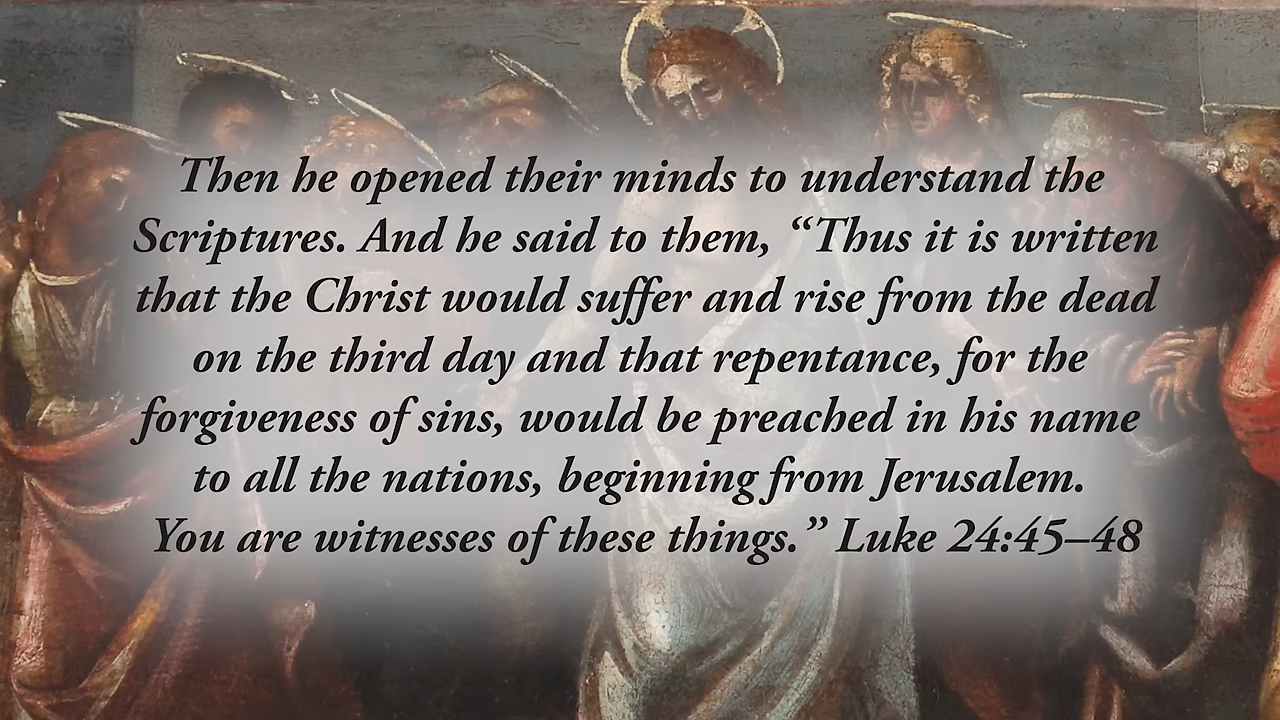 Then he opened their minds to understand the
Scriptures. And he said to them, “Thus it is written
that the Christ would suffer and rise from the dead
on the third day and that repentance, for the
forgiveness of sins, would be preached in his name
to all the nations, beginning from Jerusalem.
You are witnesses of these things.” Luke 24:45–48